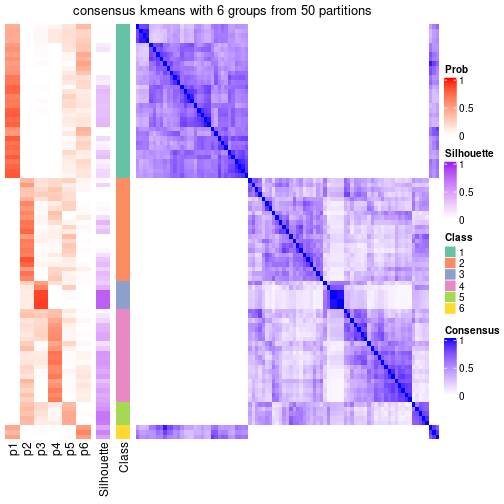 consensus kmeans with 6 groups from 50 partitions
Prob
1
0.5
0
Silhouette
1
0.5
0
Class
1
2
3
4
5
6
Consensus
1
0.5
0
p1
p2
p3
p4
p5
p6
Silhouette
Class